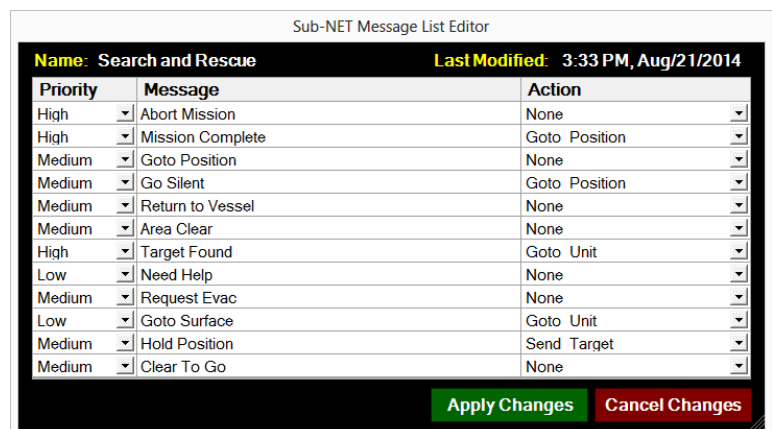 Sub-NET Message List Editor
Name: Search and Rescue Last Modified: 3:33 PM, Aug/21/2014
Priority Message Action
High Abort Mission None
High Mission Complete Goto Position
Medium Goto Position None
Medium Go Silent Goto Position
Medium Return to Vessel None
Medium Area Clear None
High Target Found Goto Unit
Low Need Help None
Medium Request Evac None
Low Goto Surface Goto Unit
Medium Hold Position Send Target
Medium Clear To Go None
Apply Changes Cancel Changes